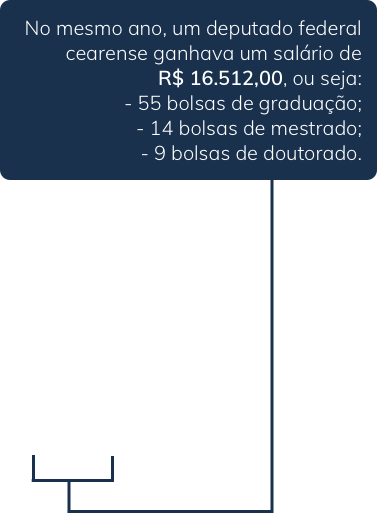 No mesmo ano, um deputado federal
cearense ganhava um salário de
R$ 16.512,00, ou seja:
- 55 bolsas de graduação;
- 14 bolsas de mestrado;
- 9 bolsas de doutorado.